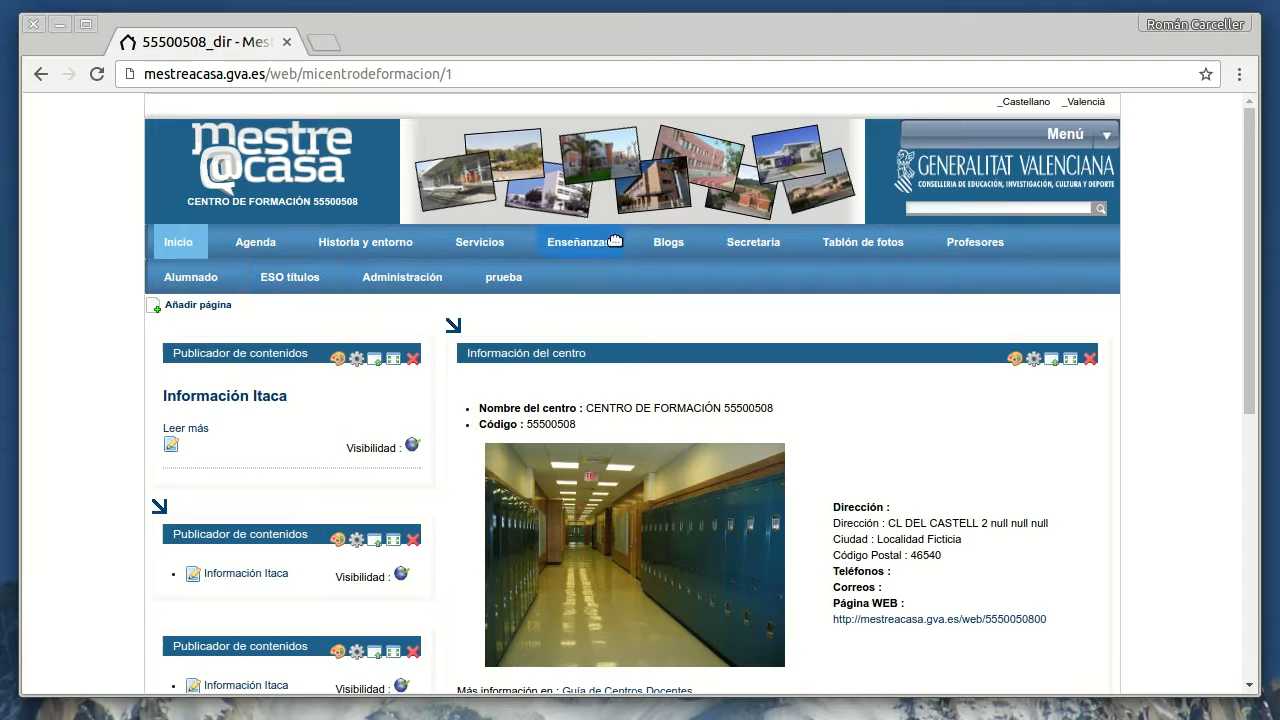 Román Carceller
55500508_dir - Mest
mestreacasa.gva.es/web/micentrodeformacion/1
_Castellano _Valencià
mestre
@casa
CENTRO DE FORMACIÓN 55500508
Menú
GENERALITAT VALENCIANA
CONSELLERIA DE EDUCACIÓN, INVESTIGACIÓN, CULTURA Y DEPORTE
Inicio Agenda Historia y entorno Servicios Enseñanzas Blogs Secretaria Tablón de fotos Profesores
Alumnado ESO títulos Administración prueba
Añadir página
Publicador de contenidos
Información Itaca
Leer más
Visibilidad :
Publicador de contenidos
Información Itaca Visibilidad :
Publicador de contenidos
Información Itaca Visibilidad :
Información del centro
Nombre del centro : CENTRO DE FORMACIÓN 55500508
Código : 55500508
Dirección :
Dirección : CL DEL CASTELL 2 null null null
Ciudad : Localidad Ficticia
Código Postal : 46540
Teléfonos :
Correos :
Página WEB :
http://mestreacasa.gva.es/web/5550050800
Más información en : Guía de Centros Docentes